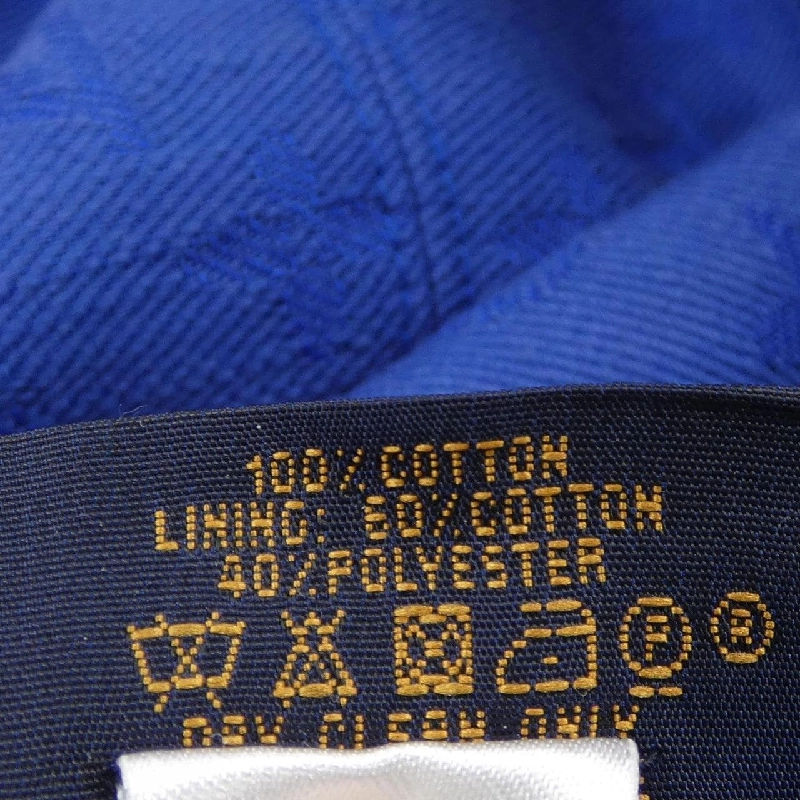 100% COTTON
LINING: 60% COTTON
40% POLYESTER
F ®
DRY CLEAN ONLY